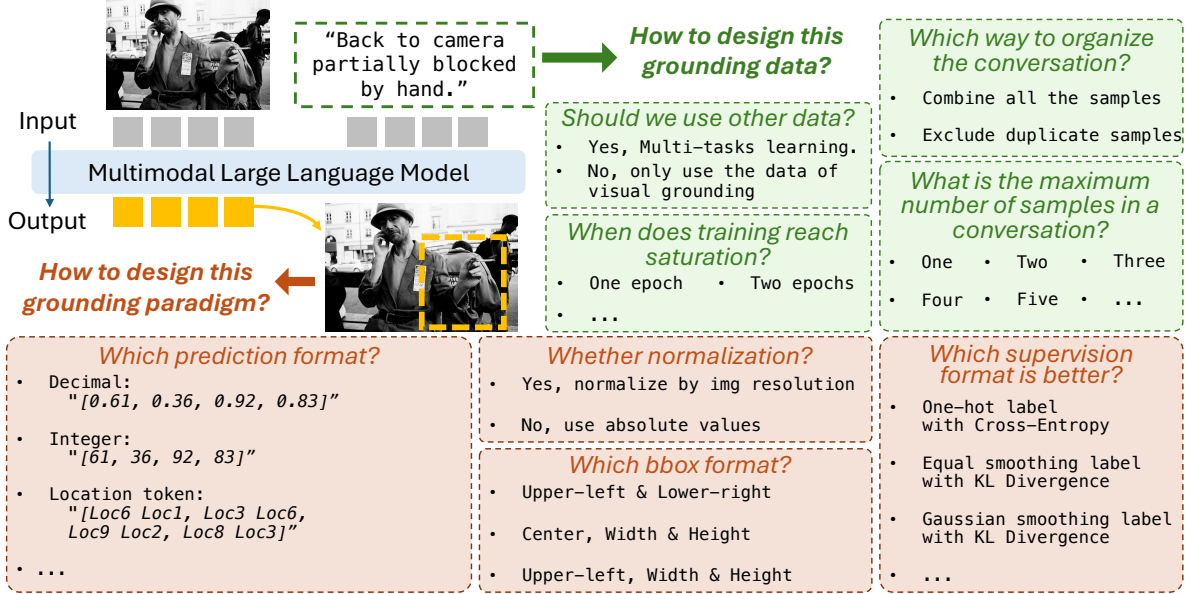 “Back to camera
partially blocked
by hand.”
How to design this
grounding data?
Input
Multimodal Large Language Model
Output
How to design this
grounding paradigm?
Should we use other data?
• Yes, Multi-tasks learning.
• No, only use the data of
visual grounding
When does training reach
saturation?
• One epoch • Two epochs
• ...
Which way to organize
the conversation?
• Combine all the samples
• Exclude duplicate samples
What is the maximum
number of samples in a
conversation?
• One • Two • Three
• Four • Five • ...
Which prediction format?
• Decimal:
"[0.61, 0.36, 0.92, 0.83]”
• Integer:
"[61, 36, 92, 83]”
• Location token:
"[Loc6 Loc1, Loc3 Loc6,
Loc9 Loc2, Loc8 Loc3]”
• ...
Whether normalization?
• Yes, normalize by img resolution
• No, use absolute values
Which bbox format?
• Upper-left & Lower-right
• Center, Width & Height
• Upper-left, Width & Height
Which supervision
format is better?
• One-hot label
with Cross-Entropy
• Equal smoothing label
with KL Divergence
• Gaussian smoothing label
with KL Divergence
• ...